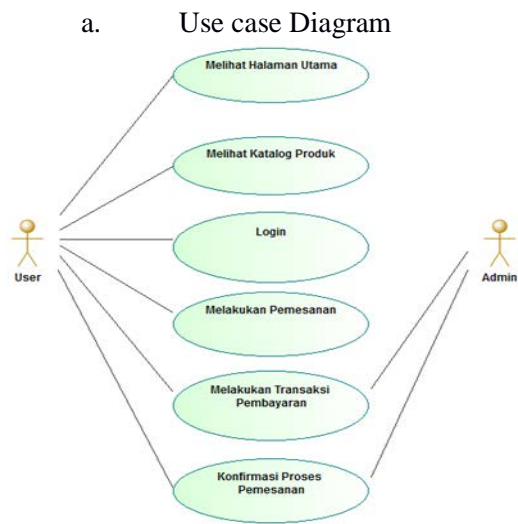 a. Use case Diagram
Melihat Halaman Utama
Melihat Katalog Produk
Login
User
Admin
Melakukan Pemesanan
Melakukan Transaksi
Pembayaran
Konfirmasi Proses
Pemesanan